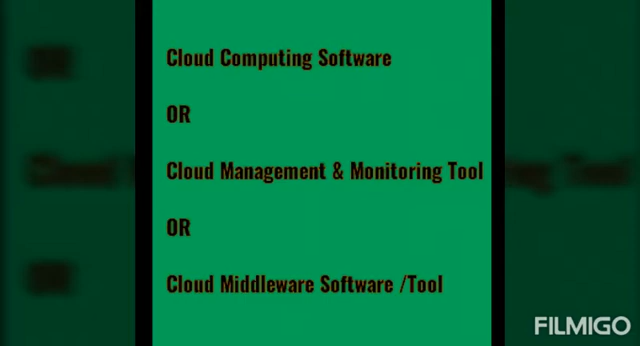 Cloud Computing Software
OR
Cloud Management & Monitoring Tool
OR
Cloud Middleware Software /Tool
FILMIGO